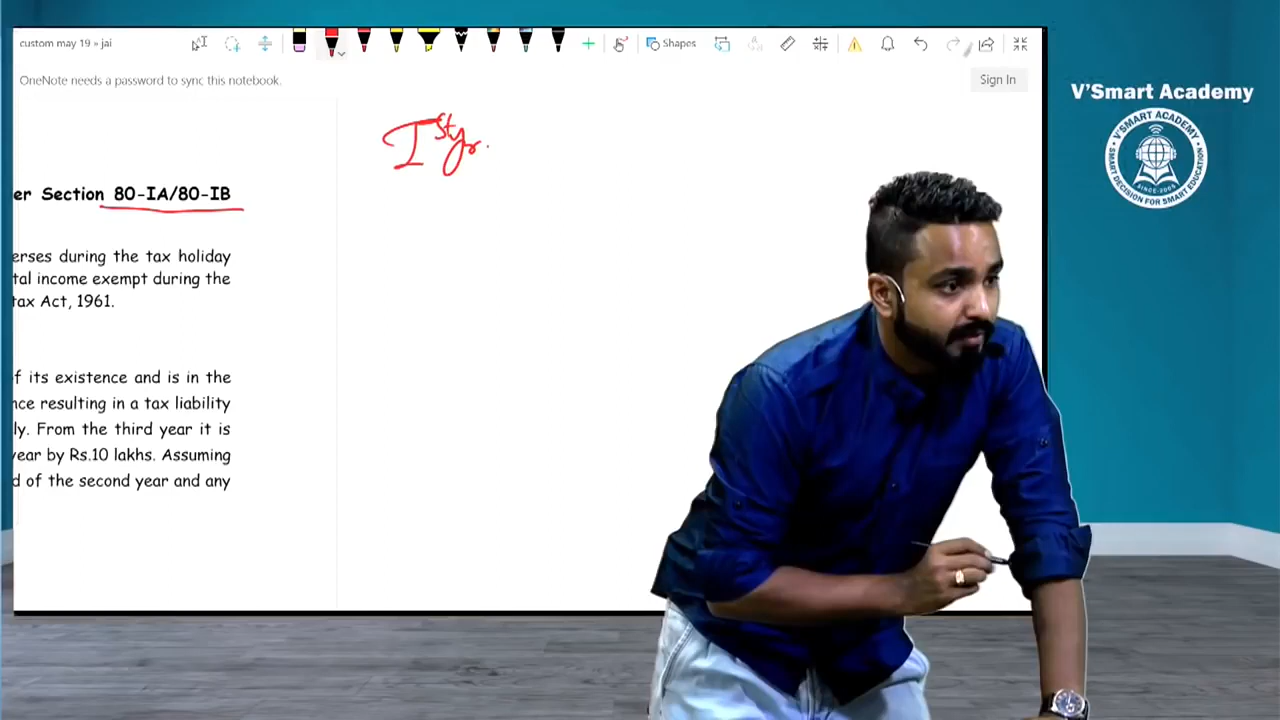 custom may 19 » jai
Shapes
OneNote needs a password to sync this notebook.
Sign In
V'Smart Academy
V'SMART ACADEMY
SINCE-2005
SMART DECISION FOR SMART EDUCATION
Ist yr.
er Section 80-IA/80-IB
erses during the tax holiday
tal income exempt during the
tax Act, 1961.
f its existence and is in the
nce resulting in a tax liability
ly. From the third year it is
year by Rs.10 lakhs. Assuming
d of the second year and any